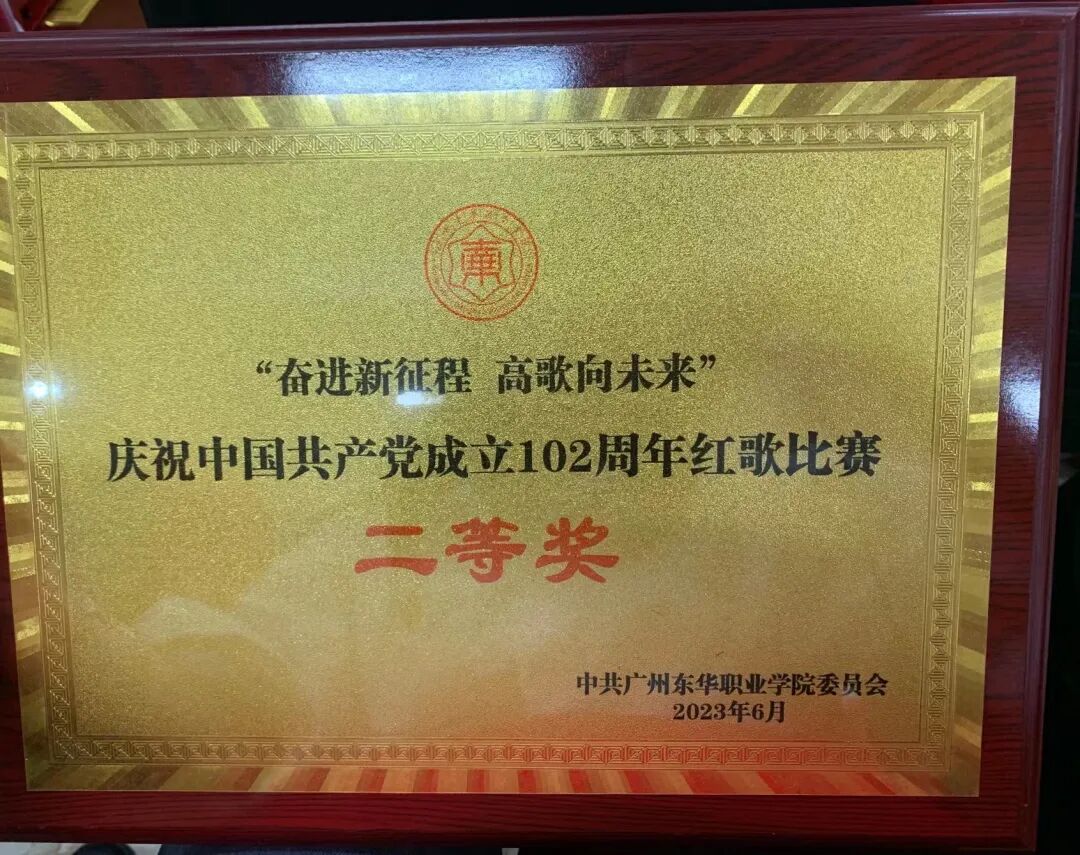 “奋进新征程 高歌向未来”
庆祝中国共产党成立102周年红歌比赛
二等奖
中共广州东华职业学院委员会
2023年6月